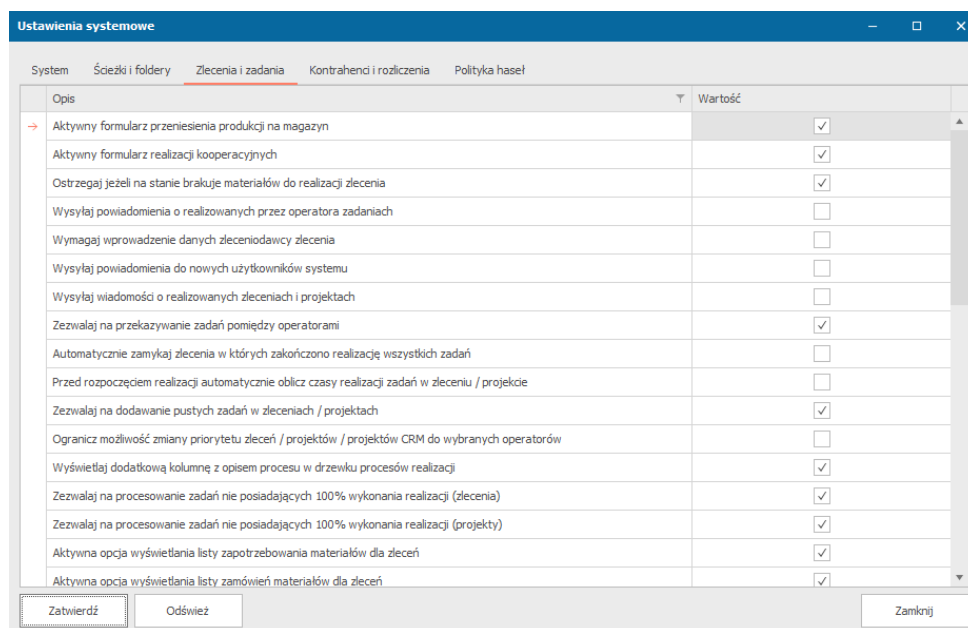 Ustawienia systemowe
System Ścieżki i foldery Zlecenia i zadania Kontrahenci i rozliczenia Polityka haseł
Opis Wartość
Aktywny formularz przeniesienia produkcji na magazyn
Aktywny formularz realizacji kooperacyjnych
Ostrzegaj jeżeli na stanie brakuje materiałów do realizacji zlecenia
Wysyłaj powiadomienia o realizowanych przez operatora zadaniach
Wymagaj wprowadzenie danych zleceniodawcy zlecenia
Wysyłaj powiadomienia do nowych użytkowników systemu
Wysyłaj wiadomości o realizowanych zleceniach i projektach
Zezwalaj na przekazywanie zadań pomiędzy operatorami
Automatycznie zamykaj zlecenia w których zakończono realizację wszystkich zadań
Przed rozpoczęciem realizacji automatycznie oblicz czasy realizacji zadań w zleceniu / projekcie
Zezwalaj na dodawanie pustych zadań w zleceniach / projektach
Ogranicz możliwość zmiany priorytetu zleceń / projektów / projektów CRM do wybranych operatorów
Wyświetlaj dodatkową kolumnę z opisem procesu w drzewku procesów realizacji
Zezwalaj na procesowanie zadań nie posiadających 100% wykonania realizacji (zlecenia)
Zezwalaj na procesowanie zadań nie posiadających 100% wykonania realizacji (projekty)
Aktywna opcja wyświetlania listy zapotrzebowania materiałów dla zleceń
Aktywna opcja wyświetlania listy zamówień materiałów dla zleceń
Zatwierdź Odśwież Zamknij